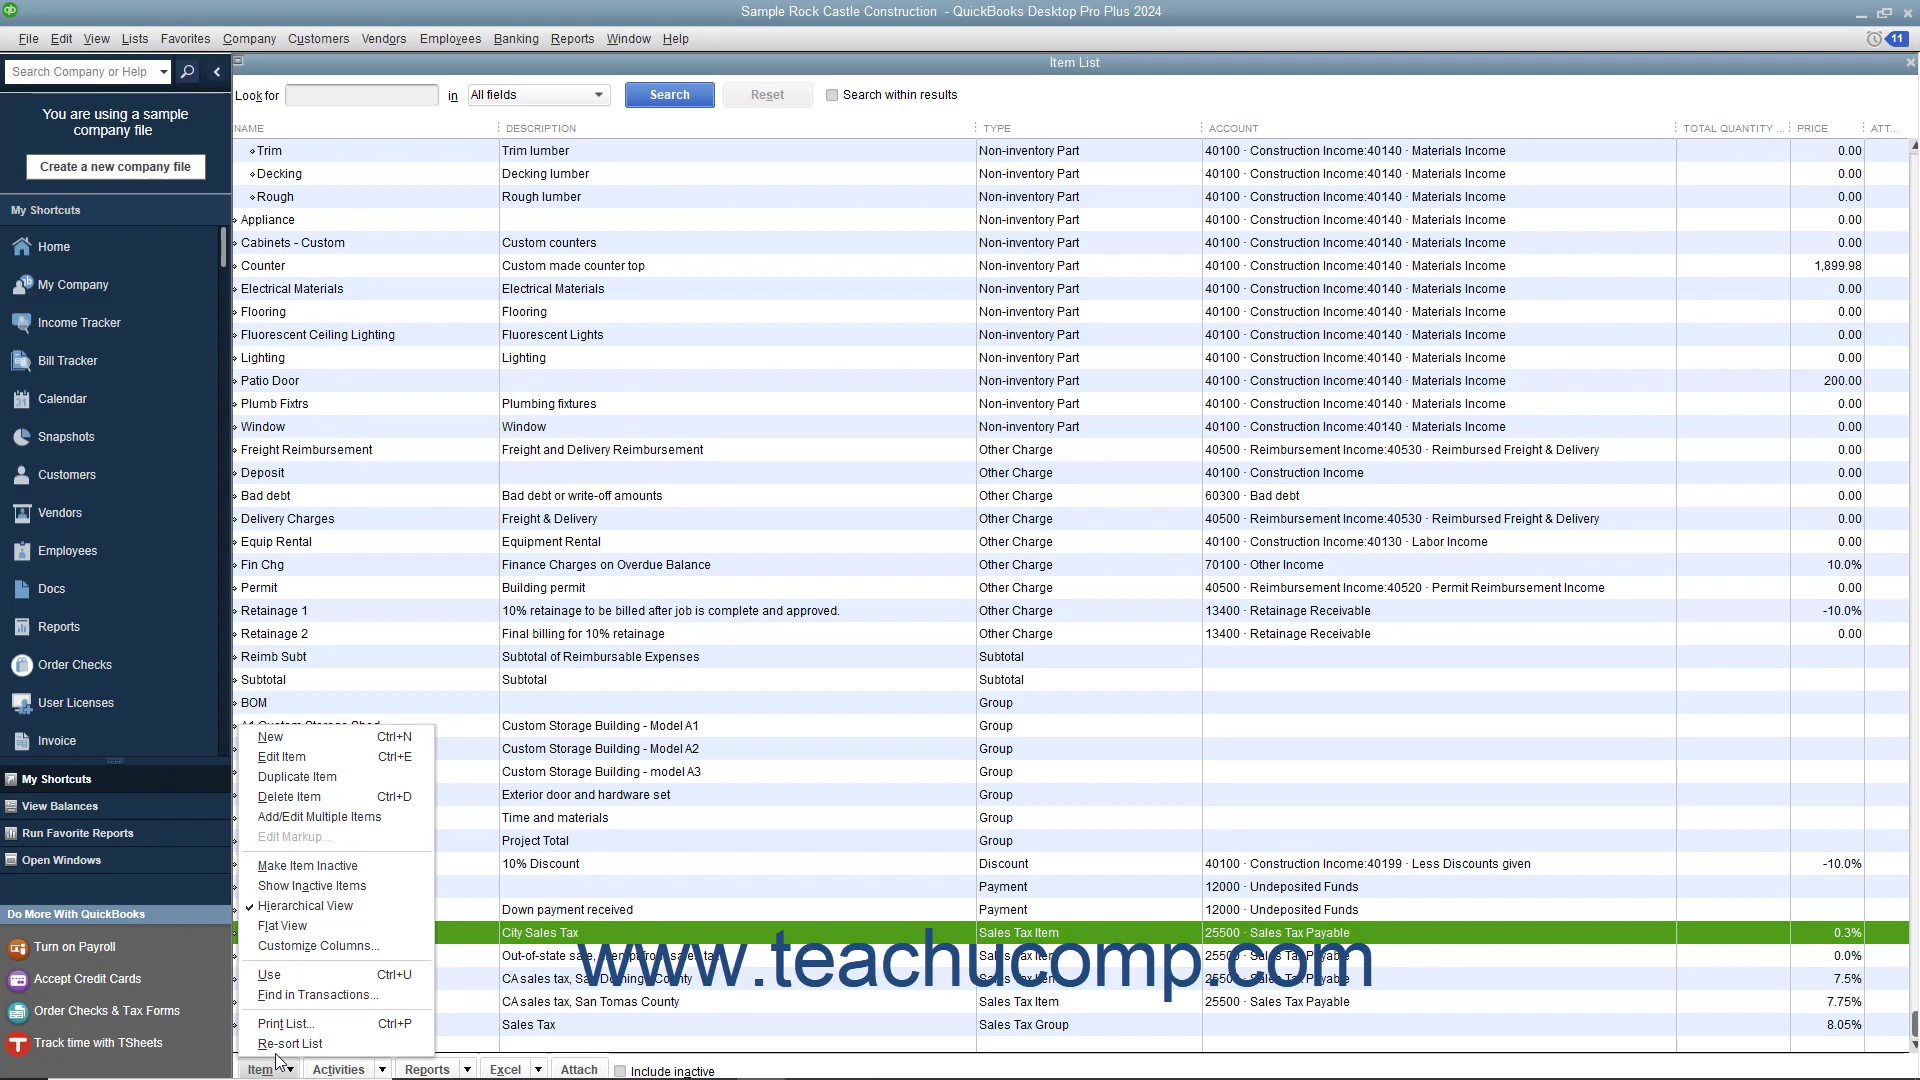 Sample Rock Castle Construction - QuickBooks Desktop Pro Plus 2024
File Edit View Lists Favorites Company Customers Vendors Employees Banking Reports Window Help
11
Search Company or Help
Item List
Look for in All fields Search Reset Search within results
You are using a sample
company file
Create a new company file
My Shortcuts
Home
My Company
Income Tracker
Bill Tracker
Calendar
Snapshots
Customers
Vendors
Employees
Docs
Reports
Order Checks
User Licenses
Invoice
My Shortcuts
View Balances
Run Favorite Reports
Open Windows
Do More With QuickBooks
Turn on Payroll
Accept Credit Cards
Order Checks & Tax Forms
Track time with TSheets
NAME DESCRIPTION TYPE ACCOUNT TOTAL QUANTITY ... PRICE ATT...
Trim Trim lumber Non-inventory Part 40100 · Construction Income:40140 · Materials Income 0.00
Decking Decking lumber Non-inventory Part 40100 · Construction Income:40140 · Materials Income 0.00
Rough Rough lumber Non-inventory Part 40100 · Construction Income:40140 · Materials Income 0.00
Appliance Non-inventory Part 40100 · Construction Income:40140 · Materials Income 0.00
Cabinets - Custom Custom counters Non-inventory Part 40100 · Construction Income:40140 · Materials Income 0.00
Counter Custom made counter top Non-inventory Part 40100 · Construction Income:40140 · Materials Income 1,899.98
Electrical Materials Electrical Materials Non-inventory Part 40100 · Construction Income:40140 · Materials Income 0.00
Flooring Flooring Non-inventory Part 40100 · Construction Income:40140 · Materials Income 0.00
Fluorescent Ceiling Lighting Fluorescent Lights Non-inventory Part 40100 · Construction Income:40140 · Materials Income 0.00
Lighting Lighting Non-inventory Part 40100 · Construction Income:40140 · Materials Income 0.00
Patio Door Non-inventory Part 40100 · Construction Income:40140 · Materials Income 200.00
Plumb Fixtrs Plumbing fixtures Non-inventory Part 40100 · Construction Income:40140 · Materials Income 0.00
Window Window Non-inventory Part 40100 · Construction Income:40140 · Materials Income 0.00
Freight Reimbursement Freight and Delivery Reimbursement Other Charge 40500 · Reimbursement Income:40530 · Reimbursed Freight & Delivery 0.00
Deposit Other Charge 40100 · Construction Income 0.00
Bad debt Bad debt or write-off amounts Other Charge 60300 · Bad debt 0.00
Delivery Charges Freight & Delivery Other Charge 40500 · Reimbursement Income:40530 · Reimbursed Freight & Delivery 0.00
Equip Rental Equipment Rental Other Charge 40100 · Construction Income:40130 · Labor Income 0.00
Fin Chg Finance Charges on Overdue Balance Other Charge 70100 · Other Income 10.0%
Permit Building permit Other Charge 40500 · Reimbursement Income:40520 · Permit Reimbursement Income 0.00
Retainage 1 10% retainage to be billed after job is complete and approved. Other Charge 13400 · Retainage Receivable -10.0%
Retainage 2 Final billing for 10% retainage Other Charge 13400 · Retainage Receivable 0.00
Reimb Subt Subtotal of Reimbursable Expenses Subtotal
Subtotal Subtotal Subtotal
BOM Group
Custom Storage Building - Model A1 Group
Custom Storage Building - Model A2 Group
Custom Storage Building - model A3 Group
Exterior door and hardware set Group
Time and materials Group
Project Total Group
10% Discount Discount 40100 · Construction Income:40199 · Less Discounts given -10.0%
Payment 12000 · Undeposited Funds
Down payment received Payment 12000 · Undeposited Funds
City Sales Tax Sales Tax Item 25500 · Sales Tax Payable 0.3%
Out-of-state sale, exempt from sales tax Sales Tax Item 25500 · Sales Tax Payable 0.0%
CA sales tax, San Domingo County Sales Tax Item 25500 · Sales Tax Payable 7.5%
CA sales tax, San Tomas County Sales Tax Item 25500 · Sales Tax Payable 7.75%
Sales Tax Sales Tax Group 8.05%
New Ctrl+N
Edit Item Ctrl+E
Duplicate Item
Delete Item Ctrl+D
Add/Edit Multiple Items
Edit Markup...
Make Item Inactive
Show Inactive Items
Hierarchical View
Flat View
Customize Columns...
Use Ctrl+U
Find in Transactions...
Print List... Ctrl+P
Re-sort List
www.teachucomp.com
Item Activities Reports Excel Attach Include inactive